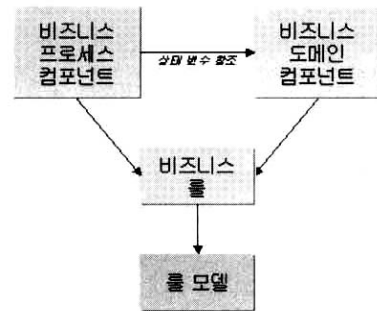 비즈니스
프로세스
컴포넌트
상태 변수 참조
비즈니스
도메인
컴포넌트
비즈니스
룰
룰 모델